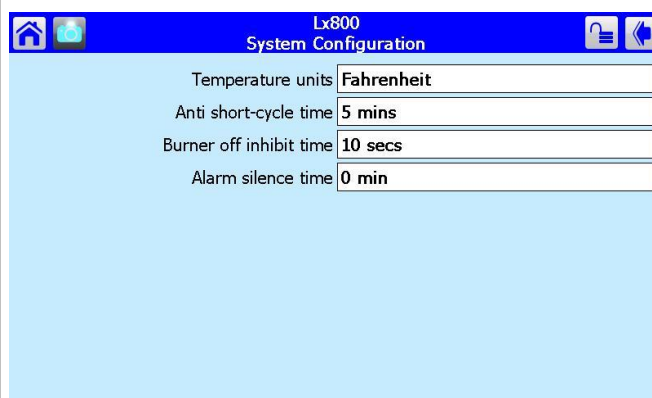 Lx800
System Configuration
Temperature units Fahrenheit
Anti short-cycle time 5 mins
Burner off inhibit time 10 secs
Alarm silence time 0 min